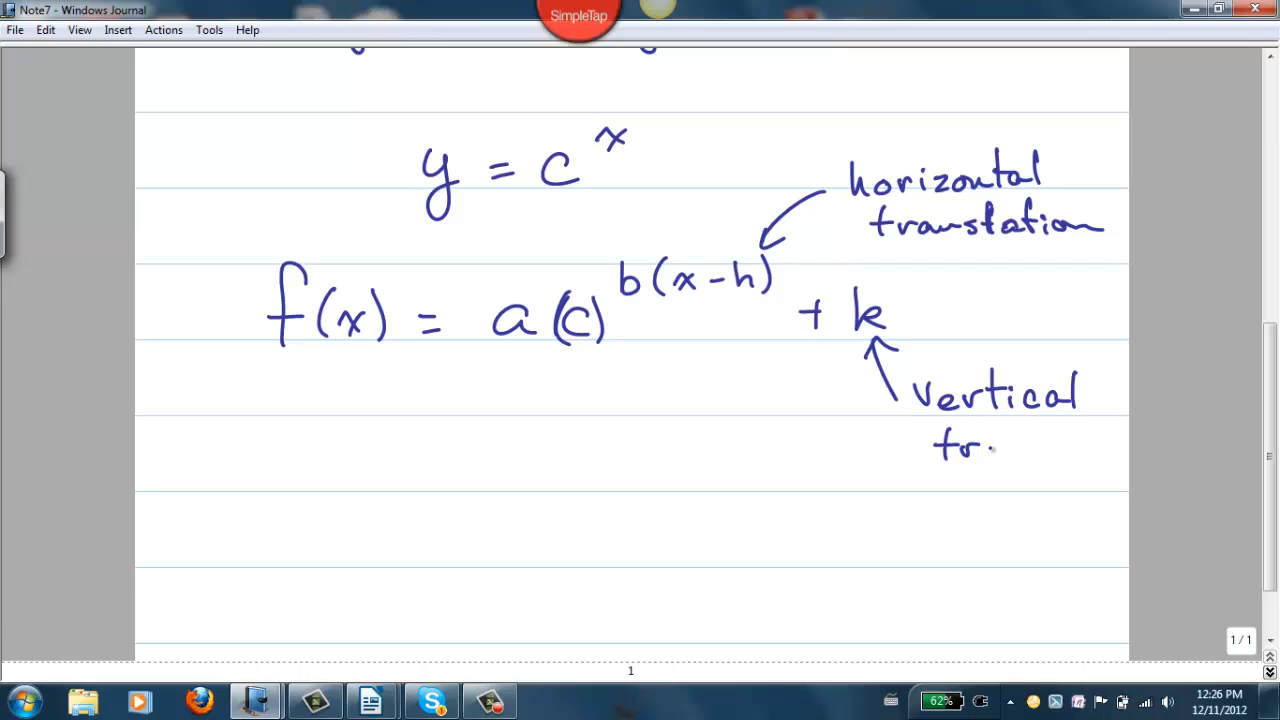 Note7 - Windows Journal
SimpleTap
File Edit View Insert Actions Tools Help
y = c^x
horizontal
translation
f(x) = a(c)^b(x-h) + k
vertical
tr
1 / 1
1
62%
12:26 PM
12/11/2012